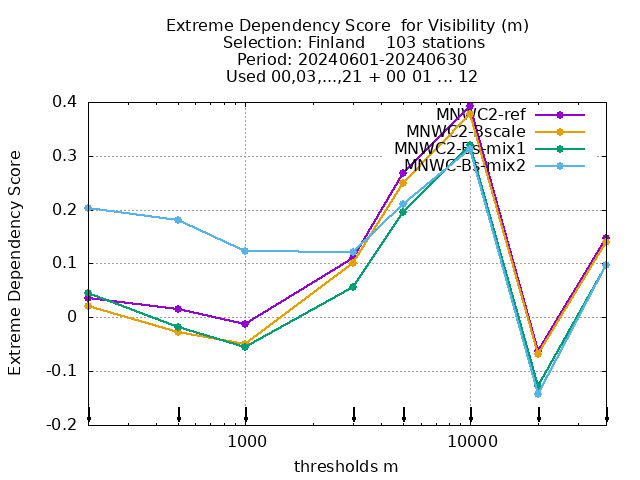 Extreme Dependency Score  for Visibility (m)
Selection: Finland    103 stations
Period: 20240601-20240630
Used 00,03,...,21 + 00 01 ... 12
Extreme Dependency Score
0.4
0.3
0.2
0.1
0
-0.1
-0.2
1000
10000
thresholds m
MNWC2-ref
MNWC2-Bscale
MNWC2-Bs-mix1
MNWC-Bs-mix2